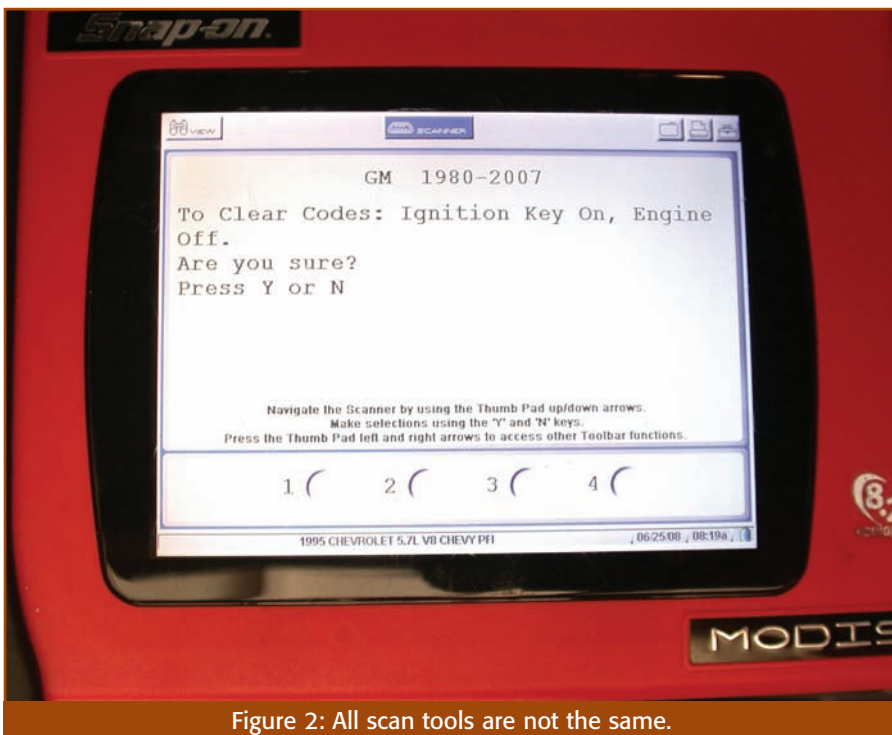 Snap-on.
VIEW
SCANNER
GM 1980-2007
To Clear Codes: Ignition Key On, Engine
Off.
Are you sure?
Press Y or N
Navigate the Scanner by using the Thumb Pad up/down arrows.
Make selections using the 'Y' and 'N' keys.
Press the Thumb Pad left and right arrows to access other Toolbar functions.
1 2 3 4
1995 CHEVROLET 5.7L V8 CHEVY PFI 06/25/08 08:19a
8.
MODIS
Figure 2: All scan tools are not the same.